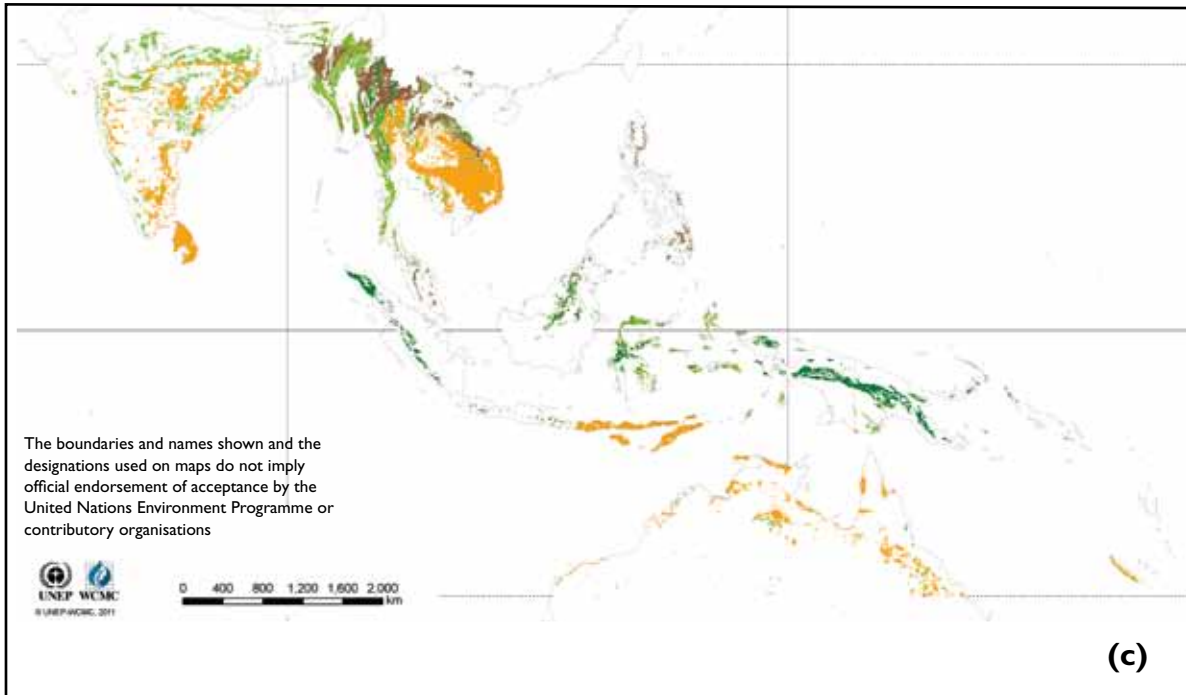 The boundaries and names shown and the
designations used on maps do not imply
official endorsement of acceptance by the
United Nations Environment Programme or
contributory organisations
UNEP WCMC
© UNEP-WCMC, 2011
0 400 800 1,200 1,600 2,000
km
(c)